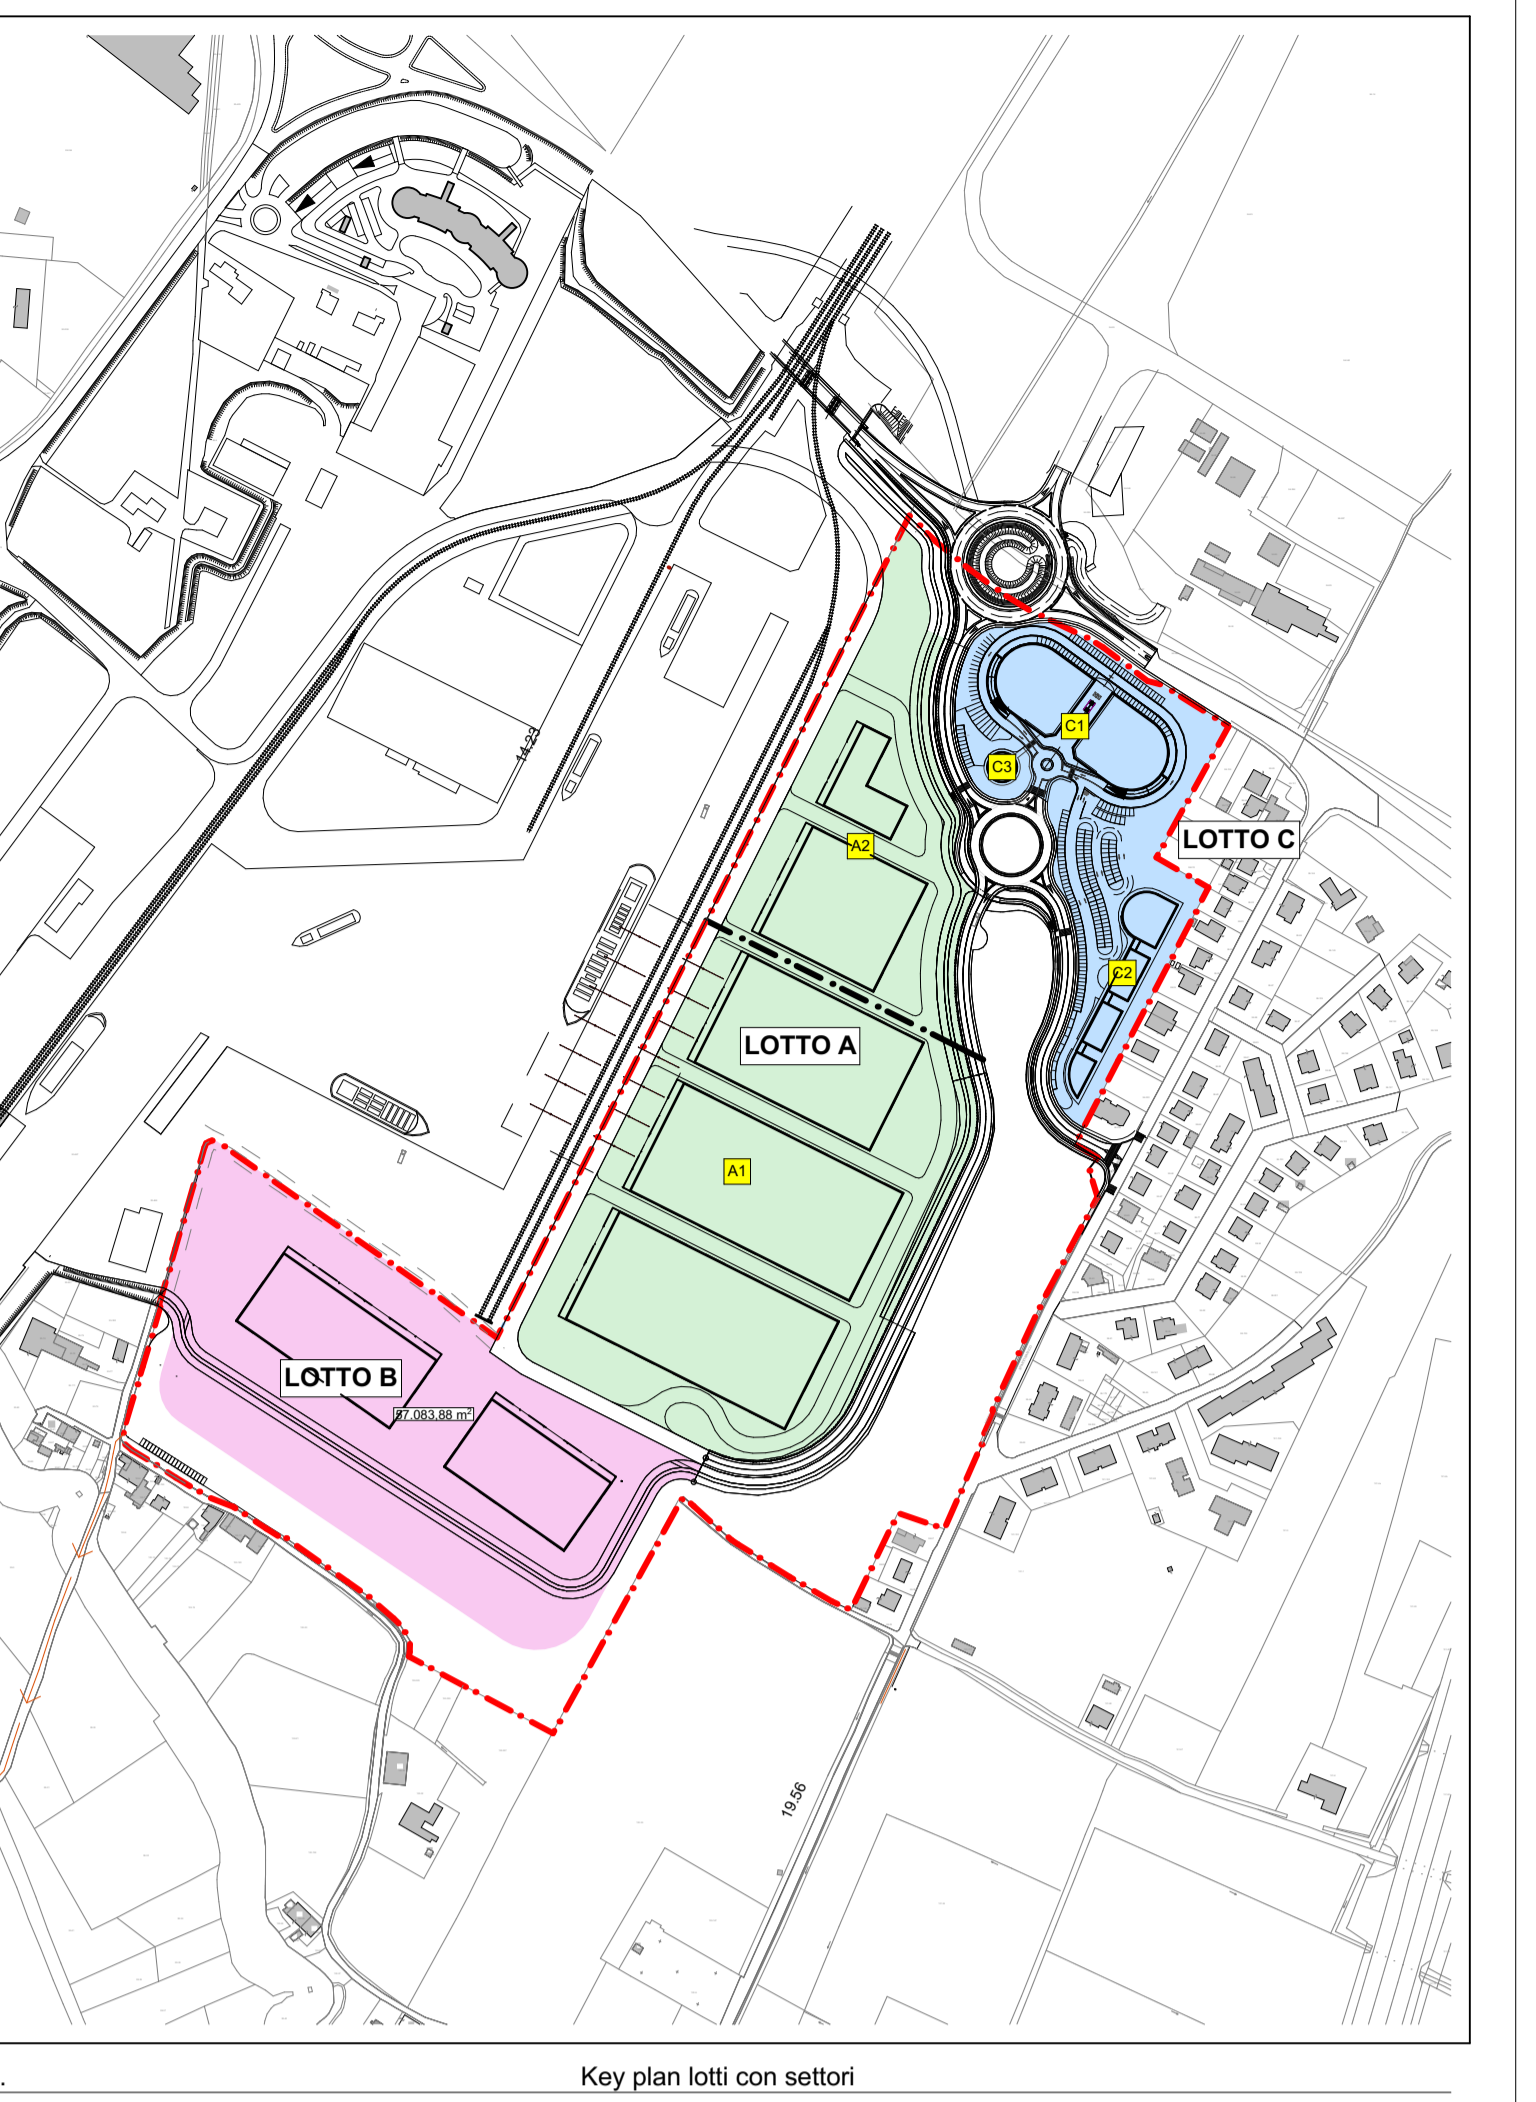 14.23
C1
C3
LOTTO C
A2
C2
LOTTO A
A1
LOTTO B
57.083,88 m²
19.56
.
Key plan lotti con settori